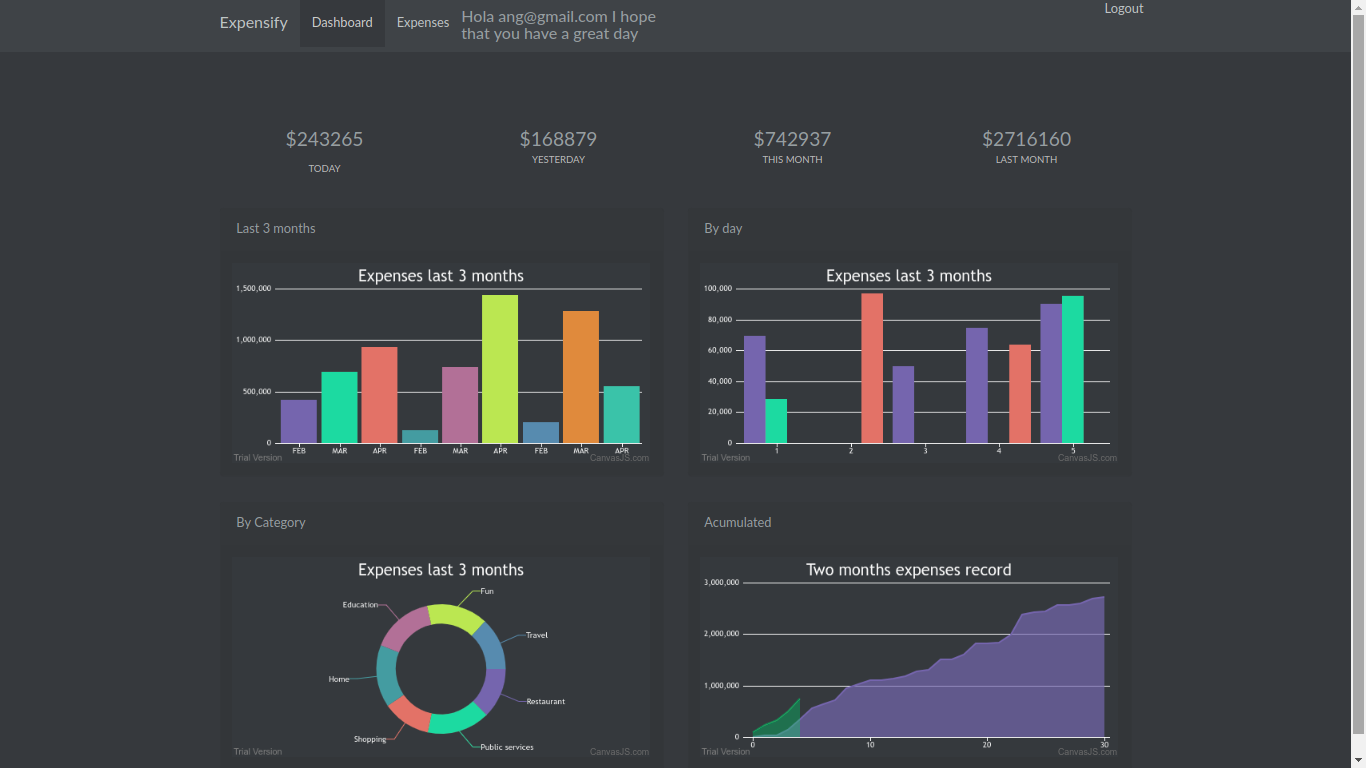 Expensify
Dashboard
Expenses
Hola ang@gmail.com I hope
that you have a great day
Logout
$243265
TODAY
$168879
YESTERDAY
$742937
THIS MONTH
$2716160
LAST MONTH
Last 3 months
Expenses last 3 months
1,500,000
1,000,000
500,000
0
FEB MAR APR FEB MAR APR FEB MAR APR
Trial Version
CanvasJS.com
By day
Expenses last 3 months
100,000
80,000
60,000
40,000
20,000
0
1 2 3 4 5
Trial Version
CanvasJS.com
By Category
Expenses last 3 months
Fun
Education
Travel
Home
Restaurant
Shopping
Public services
Trial Version
CanvasJS.com
Acumulated
Two months expenses record
3,000,000
2,000,000
1,000,000
0
0 10 20 30
Trial Version
CanvasJS.com